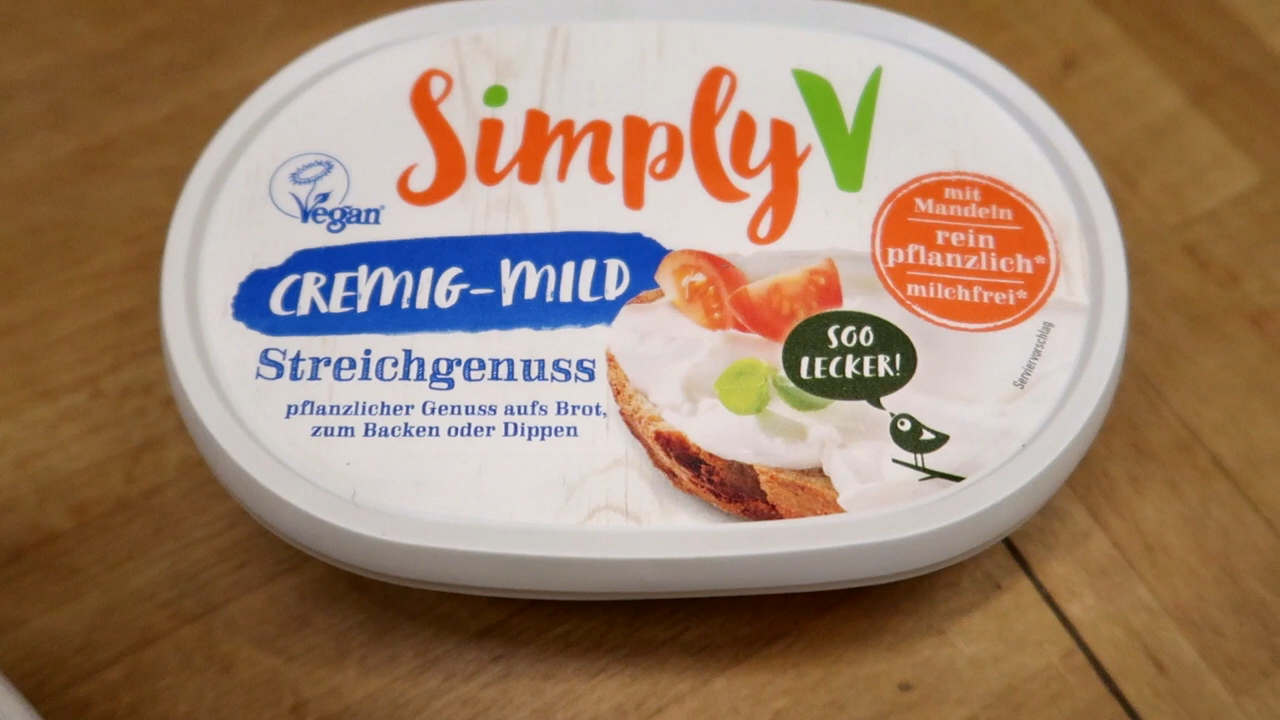 SimplyV
Vegan
mit
Mandeln
rein
pflanzlich*
milchfrei*
CREMIG-MILD
SOO
LECKER!
Streichgenuss
pflanzlicher Genuss aufs Brot,
zum Backen oder Dippen
Serviervorschlag